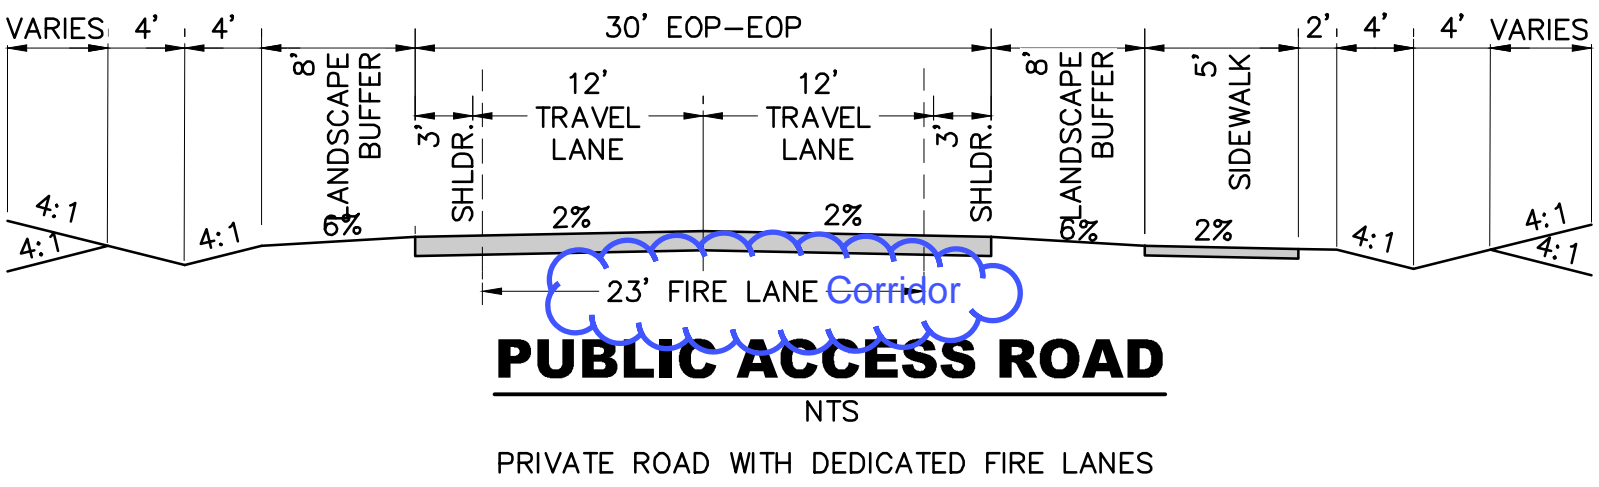 VARIES 4' 4' 30' EOP-EOP 2' 4' 4' VARIES
8' LANDSCAPE BUFFER
3' SHLDR.
12' TRAVEL LANE
12' TRAVEL LANE
3' SHLDR.
8' LANDSCAPE BUFFER
5' SIDEWALK
4:1 4:1 4:1 6% 2% 2% 6% 2% 4:1 4:1 4:1
23' FIRE LANE Corridor
PUBLIC ACCESS ROAD
NTS
PRIVATE ROAD WITH DEDICATED FIRE LANES